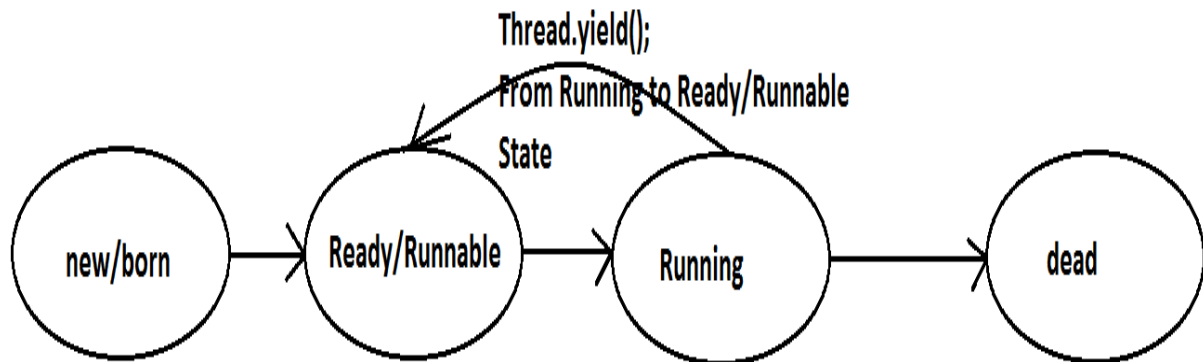 Thread.yield();
From Running to Ready/Runnable
State
new/born
Ready/Runnable
Running
dead